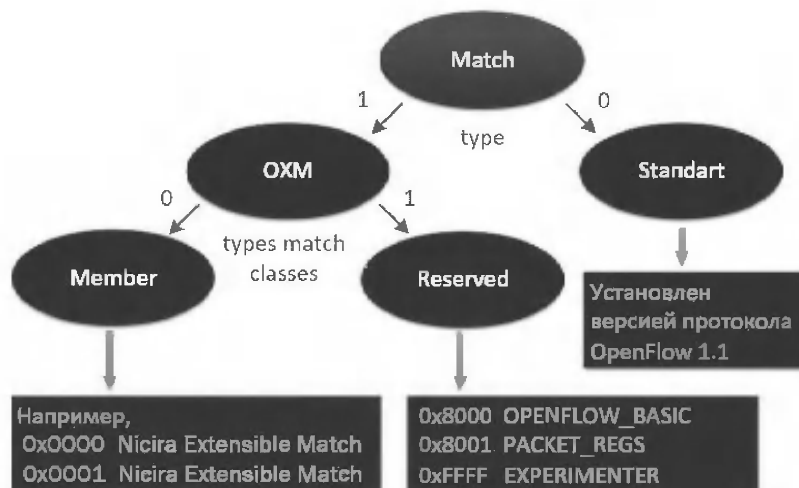 Match
1
0
type
OXM
Standart
0
1
types match
classes
Member
Reserved
Установлен
версией протокола
OpenFlow 1.1
Например,
0x0000 Nicira Extensible Match
0x0001 Nicira Extensible Match
0x8000 OPENFLOW_BASIC
0x8001 PACKET_REGS
0xFFFF EXPERIMENTER